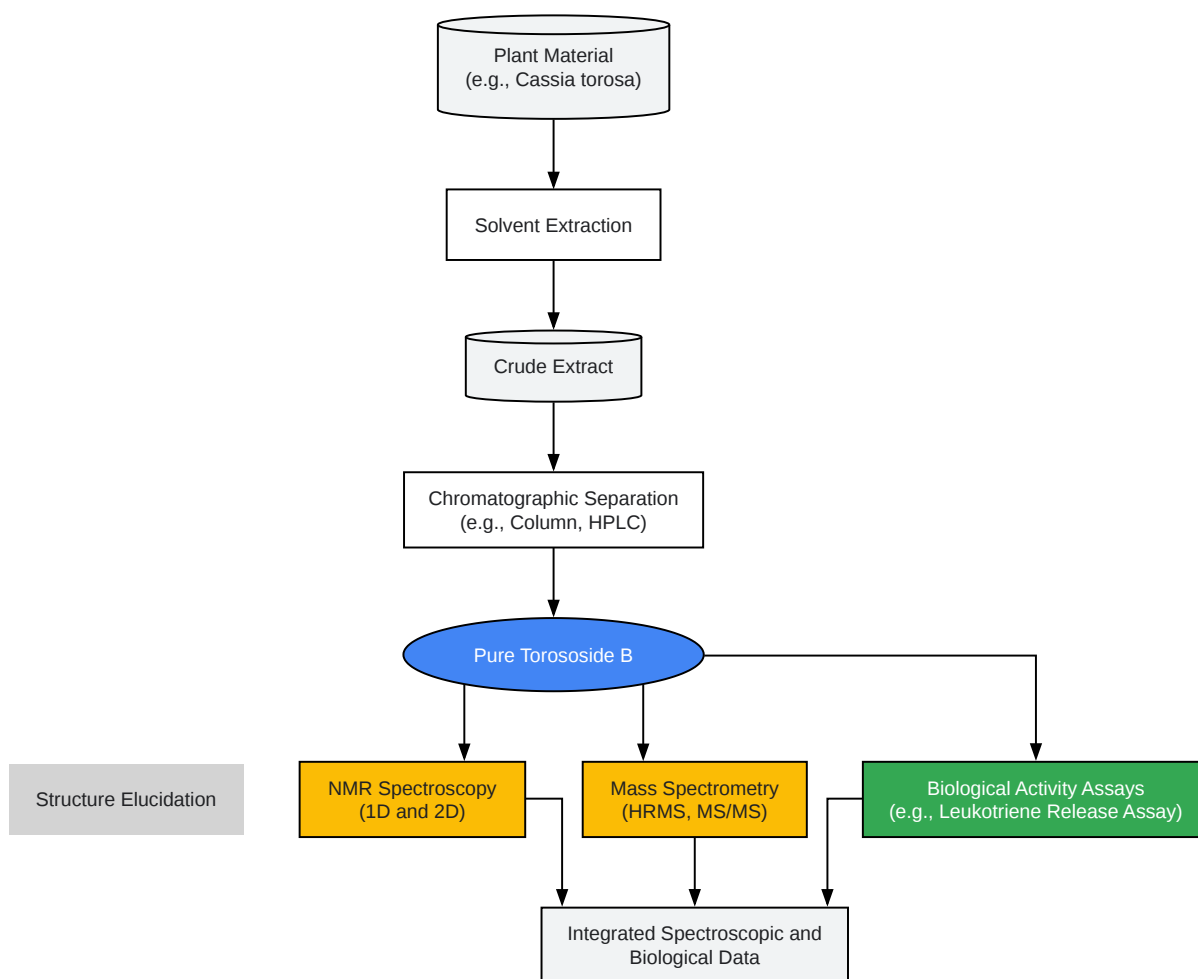 Plant Material
(e.g., Cassia torosa)
Solvent Extraction
Crude Extract
Chromatographic Separation
(e.g., Column, HPLC)
Pure Torososide B
Structure Elucidation
NMR Spectroscopy
(1D and 2D)
Mass Spectrometry
(HRMS, MS/MS)
Biological Activity Assays
(e.g., Leukotriene Release Assay)
Integrated Spectroscopic and
Biological Data